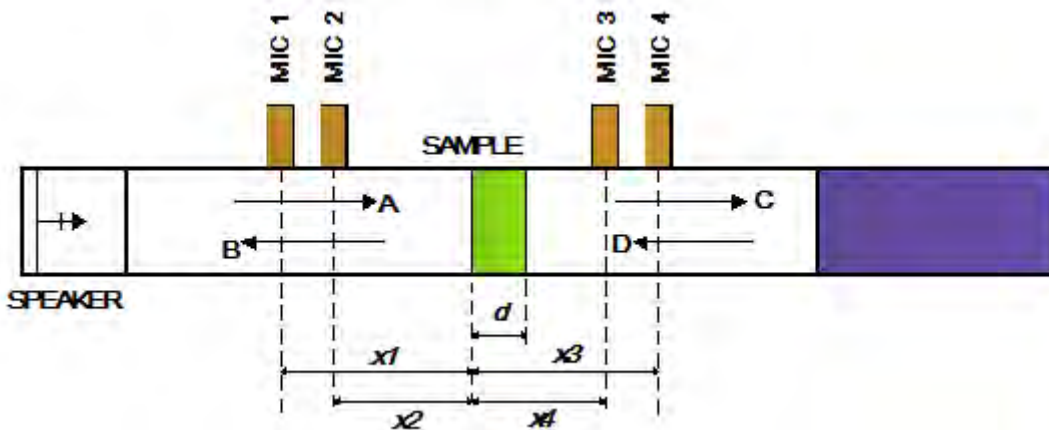 MIC 1
MIC 2
MIC 3
MIC 4
SAMPLE
A
C
B
D
SPEAKER
d
x1
x3
x2
x4